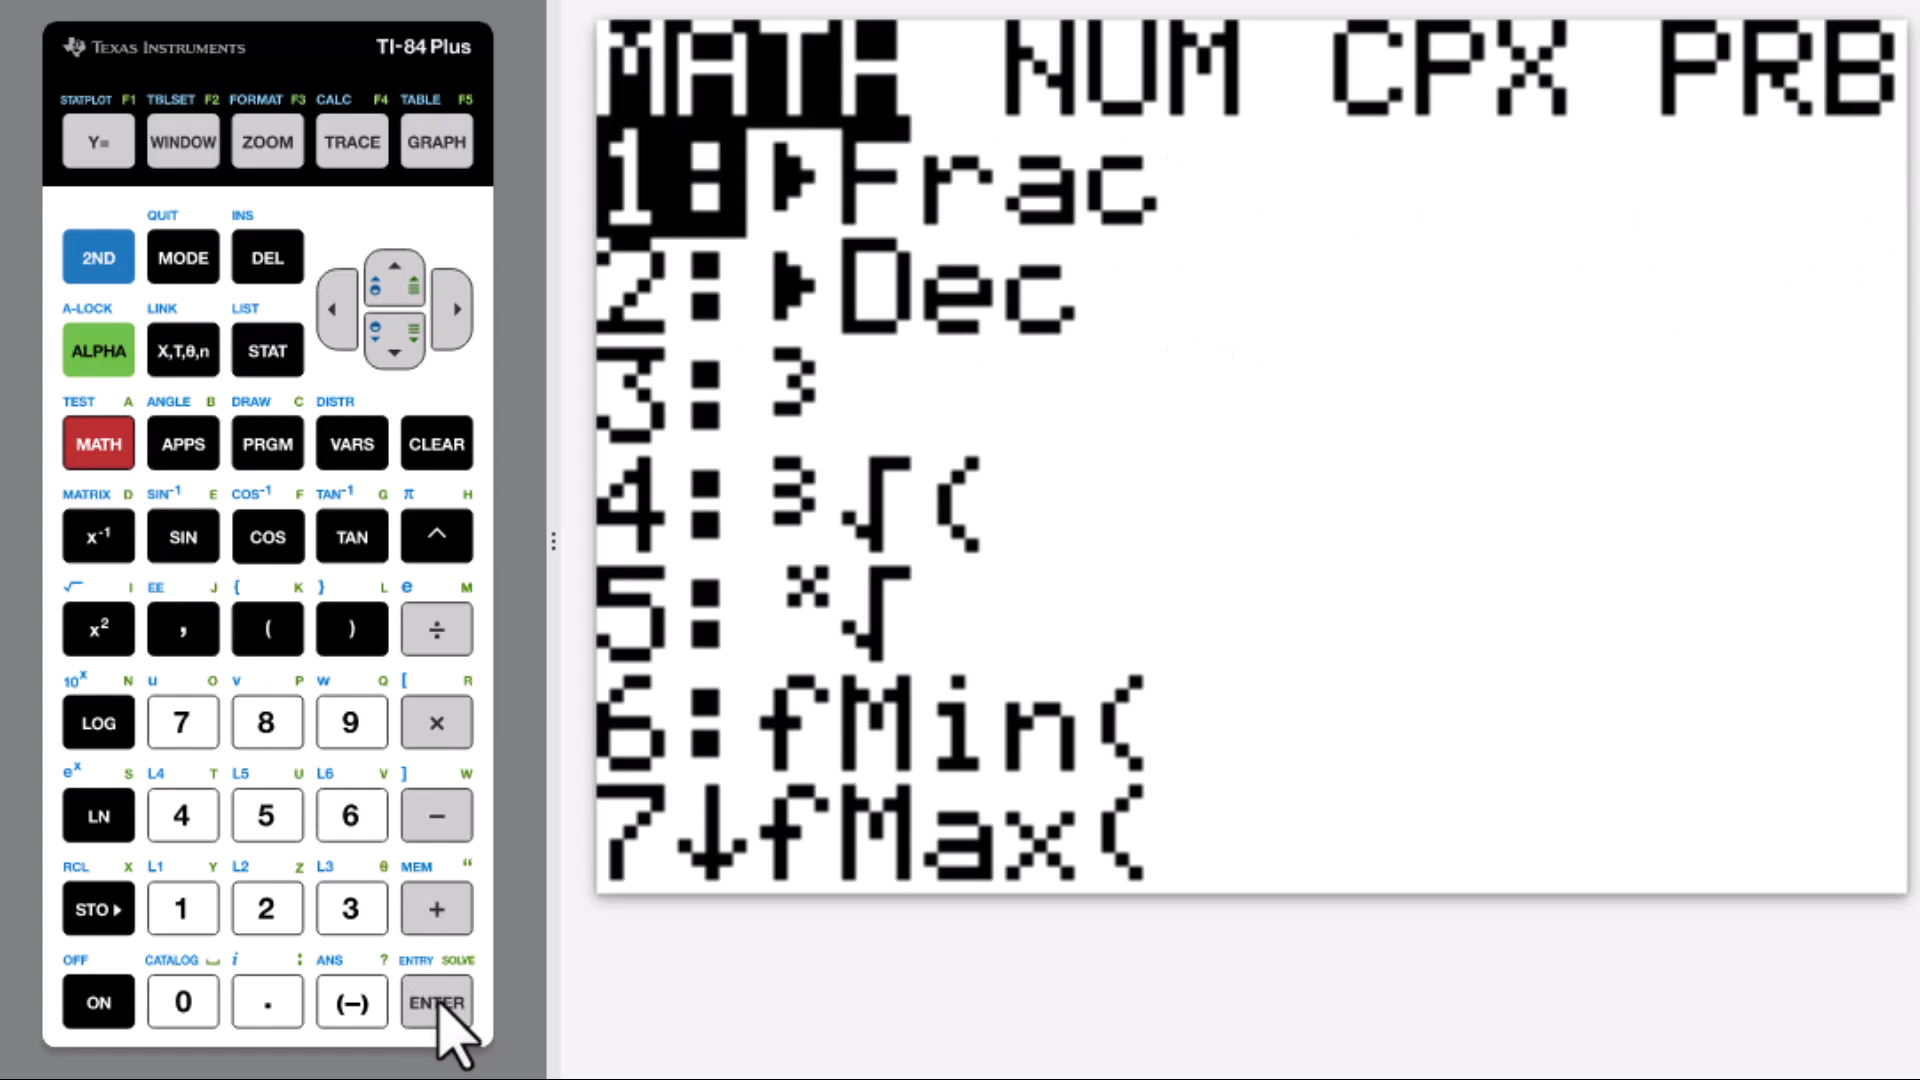 TEXAS INSTRUMENTS TI-84 Plus
STATPLOT F1 TBLSET F2 FORMAT F3 CALC F4 TABLE F5
Y= WINDOW ZOOM TRACE GRAPH
QUIT INS
2ND MODE DEL
A-LOCK LINK LIST
ALPHA X,T,θ,n STAT
TEST A ANGLE B DRAW C DISTR
MATH APPS PRGM VARS CLEAR
MATRIX D SIN⁻¹ E COS⁻¹ F TAN⁻¹ G π H
x⁻¹ SIN COS TAN ^
√ I EE J { K } L e M
x² , ( ) ÷
10ˣ N u O v P w Q [ R
LOG 7 8 9 ×
eˣ S L4 T L5 U L6 V ] W
LN 4 5 6 −
RCL X L1 Y L2 Z L3 θ MEM "
STO▶ 1 2 3 +
OFF CATALOG ⎵ i : ANS ? ENTRY SOLVE
ON 0 . (−) ENTER
MATH NUM CPX PRB
1:▶Frac
2:▶Dec
3:³
4:³√(
5:ˣ√
6:fMin(
7↓fMax(